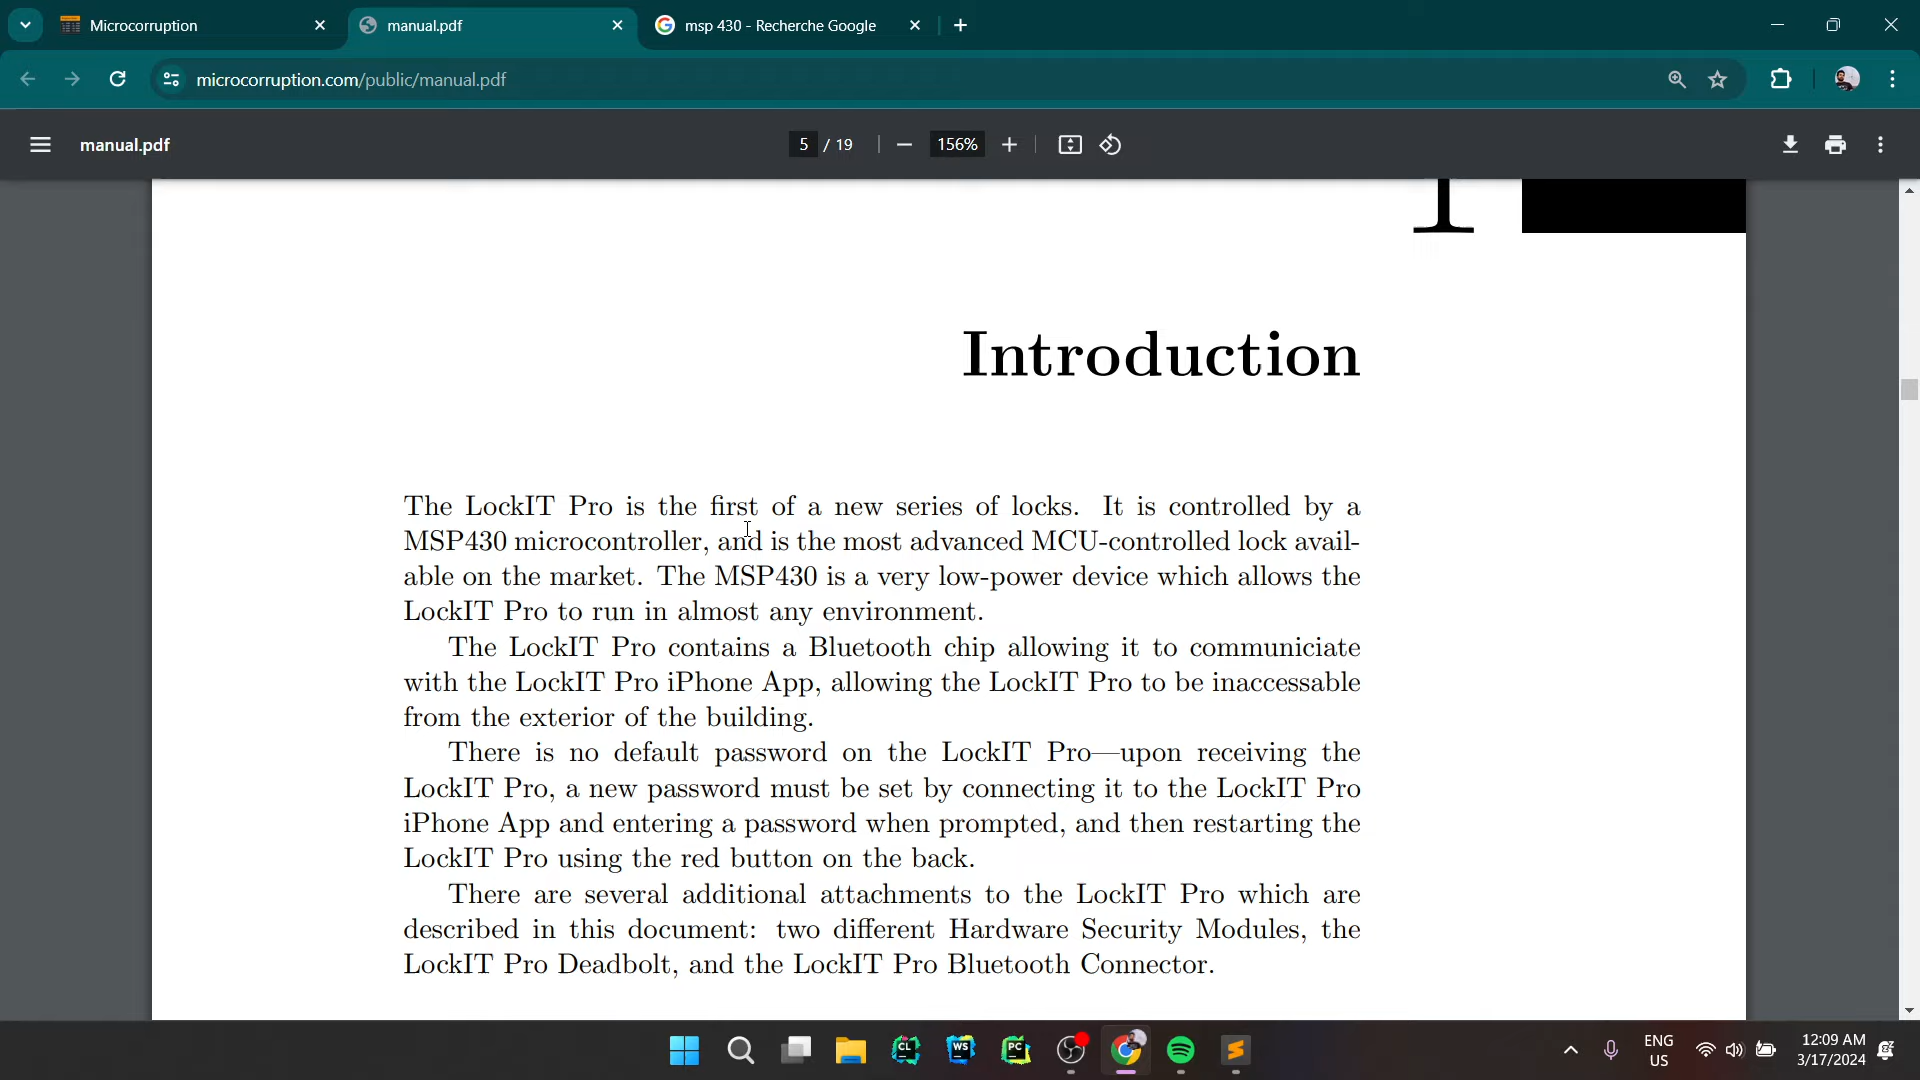 Microcorruption
manual.pdf
msp 430 - Recherche Google
microcorruption.com/public/manual.pdf
manual.pdf
5 / 19
156%
Introduction
The LockIT Pro is the first of a new series of locks. It is controlled by a
MSP430 microcontroller, and is the most advanced MCU-controlled lock avail-
able on the market. The MSP430 is a very low-power device which allows the
LockIT Pro to run in almost any environment.
The LockIT Pro contains a Bluetooth chip allowing it to communiciate
with the LockIT Pro iPhone App, allowing the LockIT Pro to be inaccessable
from the exterior of the building.
There is no default password on the LockIT Pro—upon receiving the
LockIT Pro, a new password must be set by connecting it to the LockIT Pro
iPhone App and entering a password when prompted, and then restarting the
LockIT Pro using the red button on the back.
There are several additional attachments to the LockIT Pro which are
described in this document: two different Hardware Security Modules, the
LockIT Pro Deadbolt, and the LockIT Pro Bluetooth Connector.
CL
WS
PC
ENG
US
12:09 AM
3/17/2024